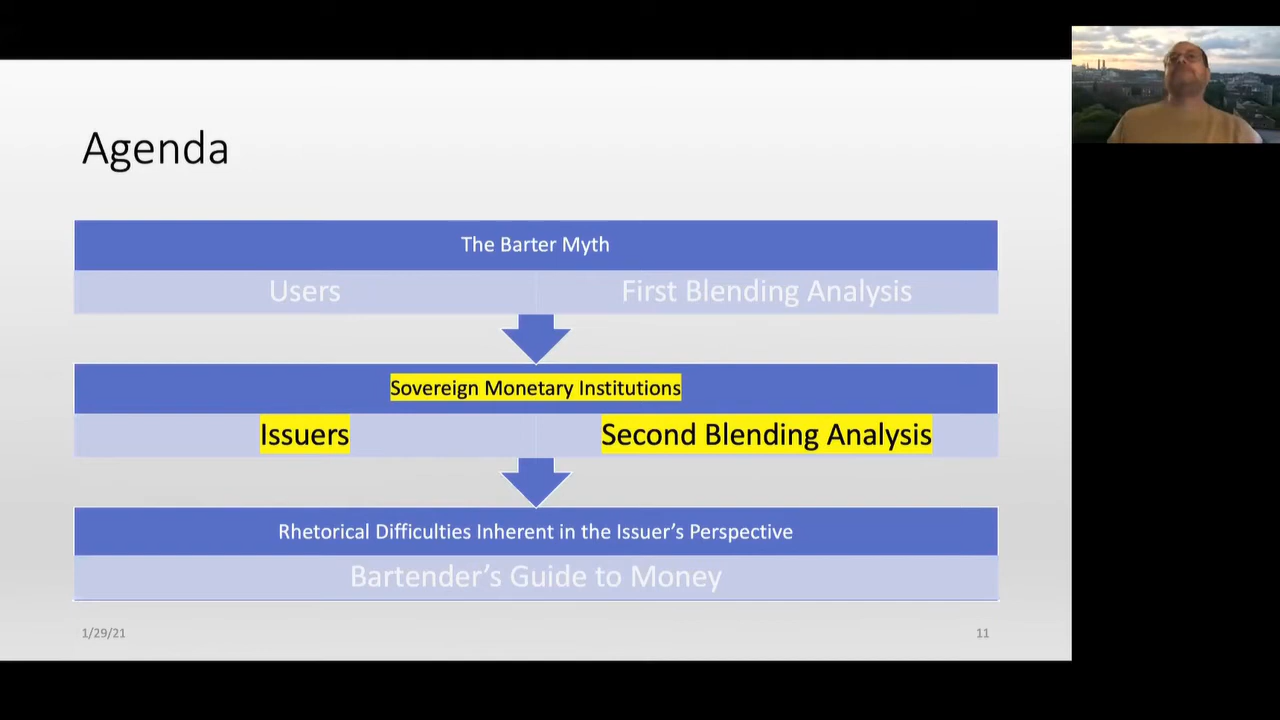 Agenda
The Barter Myth
Users
First Blending Analysis
Sovereign Monetary Institutions
Issuers
Second Blending Analysis
Rhetorical Difficulties Inherent in the Issuer’s Perspective
Bartender’s Guide to Money
1/29/21
11